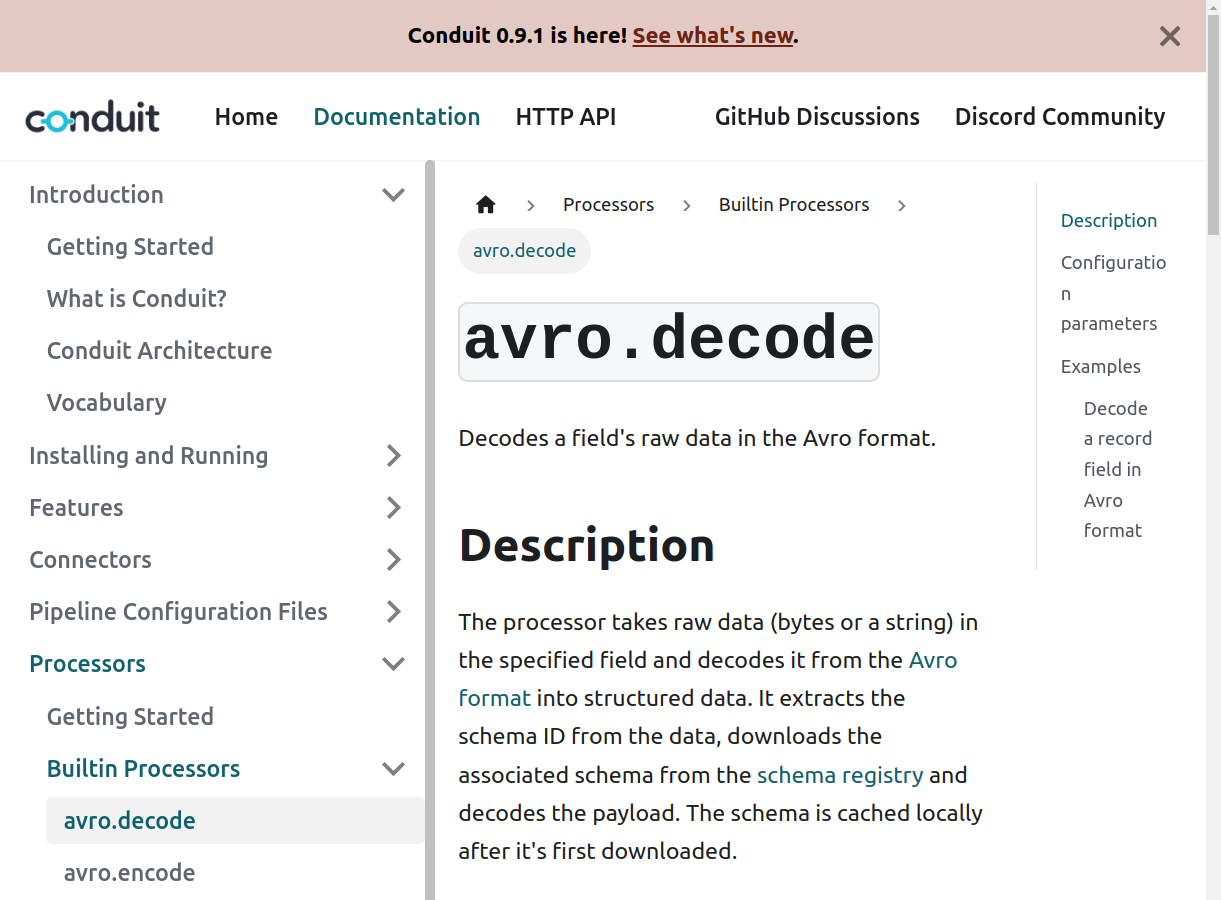 Conduit 0.9.1 is here! See what's new.
conduit
Home
Documentation
HTTP API
GitHub Discussions
Discord Community
Introduction
Getting Started
What is Conduit?
Conduit Architecture
Vocabulary
Installing and Running
Features
Connectors
Pipeline Configuration Files
Processors
Getting Started
Builtin Processors
avro.decode
avro.encode
Processors
Builtin Processors
avro.decode
avro.decode
Decodes a field's raw data in the Avro format.
Description
The processor takes raw data (bytes or a string) in
the specified field and decodes it from the Avro
format into structured data. It extracts the
schema ID from the data, downloads the
associated schema from the schema registry and
decodes the payload. The schema is cached locally
after it's first downloaded.
Description
Configuratio
n
parameters
Examples
Decode
a record
field in
Avro
format